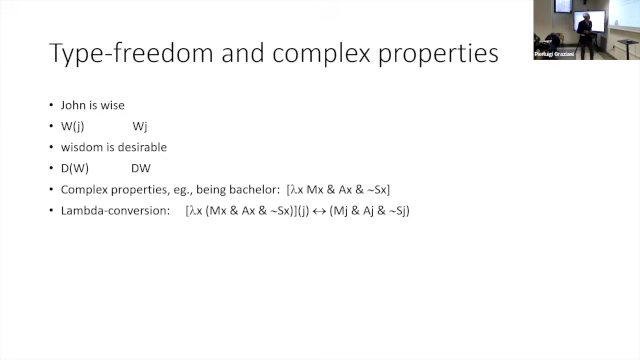 Type-freedom and complex properties
• John is wise
• W(j) Wj
• wisdom is desirable
• D(W) DW
• Complex properties, eg., being bachelor: [λx Mx & Ax & ~Sx]
• Lambda-conversion: [λx (Mx & Ax & ~Sx)](j) ↔ (Mj & Aj & ~Sj)
Pierluigi Graziani